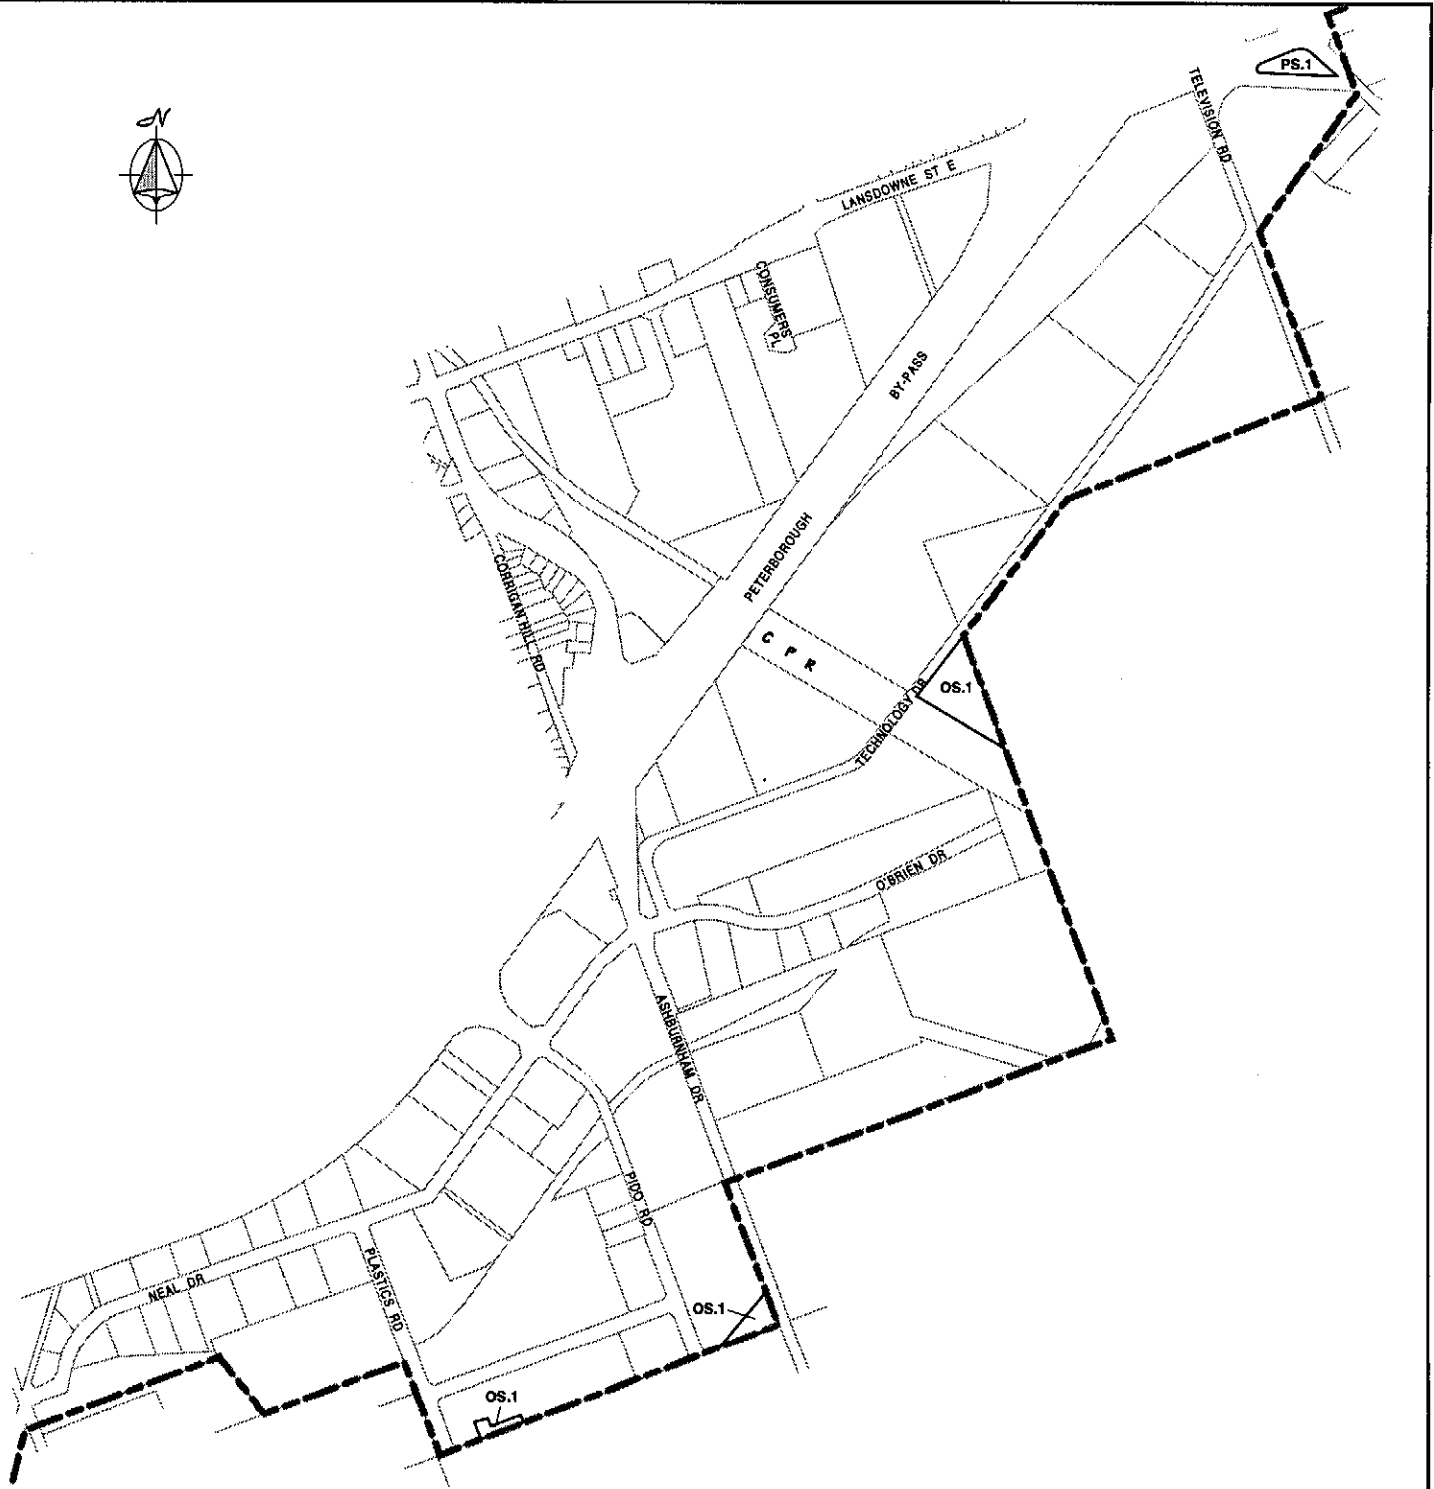 N
PS.1
TELEVISION RD
LANSDOWNE ST E
CONSUMERS
PL
BY-PASS
PETERBOROUGH
CORRIGAN HILL RD
C P R
OS.1
TECHNOLOGY DR
O'BRIEN DR
ASHBURNHAM DR
PIDO RD
NEAL DR
PLASTICS RD
OS.1
OS.1